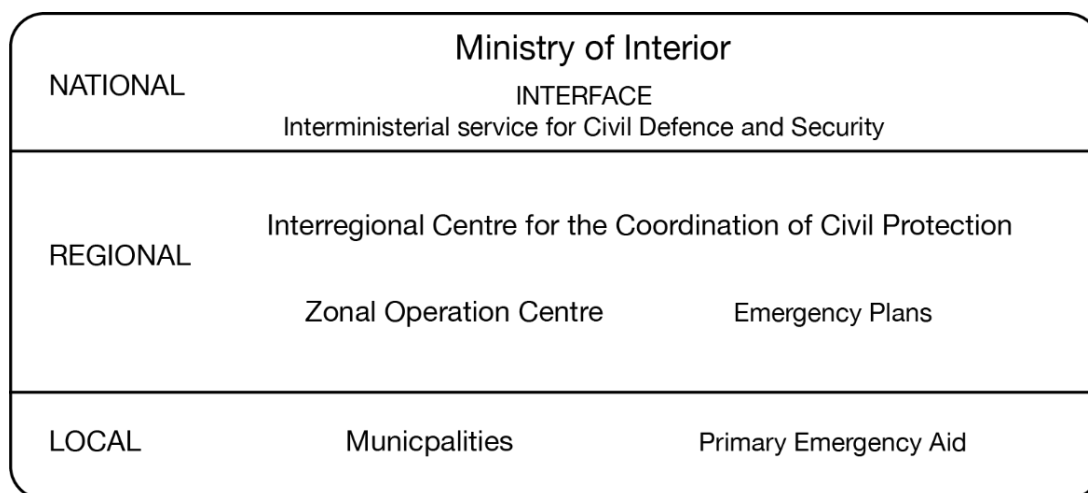 Ministry of Interior
NATIONAL
INTERFACE
Interministerial service for Civil Defence and Security
Interregional Centre for the Coordination of Civil Protection
REGIONAL
Zonal Operation Centre Emergency Plans
LOCAL Municpalities Primary Emergency Aid